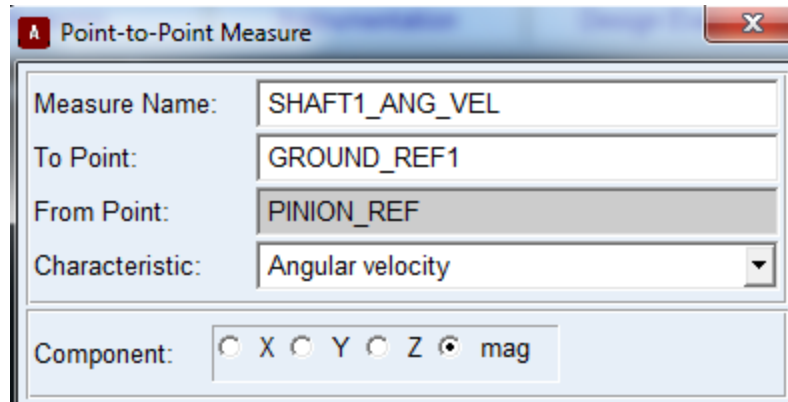 A Point-to-Point Measure
Measure Name: SHAFT1_ANG_VEL
To Point: GROUND_REF1
From Point: PINION_REF
Characteristic: Angular velocity
Component: X Y Z mag